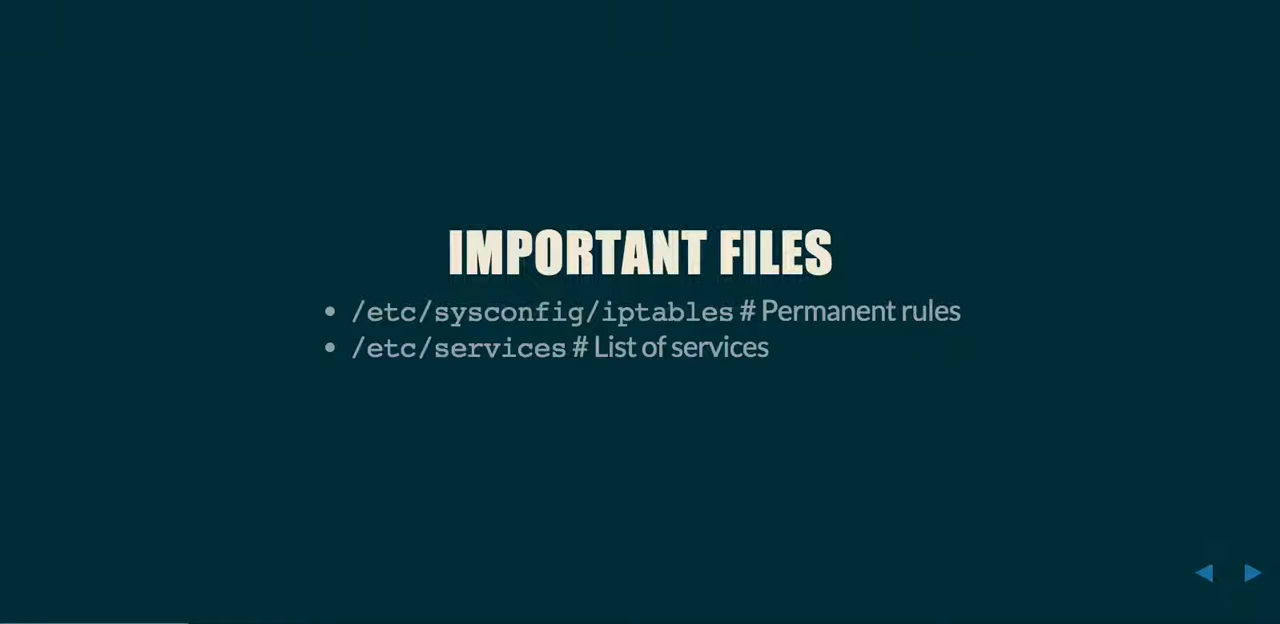 IMPORTANT FILES
• /etc/sysconfig/iptables # Permanent rules
• /etc/services # List of services